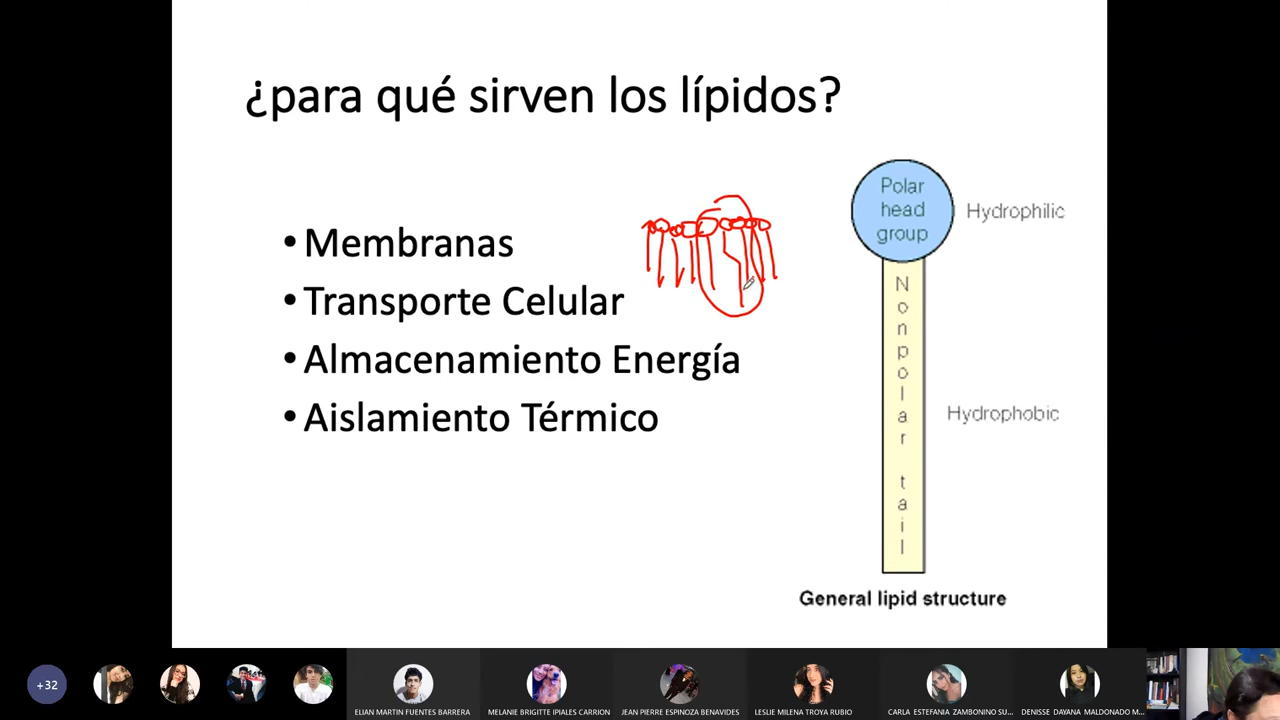 ¿para qué sirven los lípidos?
• Membranas
• Transporte Celular
• Almacenamiento Energía
• Aislamiento Térmico
Polar
head
group
Hydrophilic
Nonpolar tail
Hydrophobic
General lipid structure
+32
ELIAN MARTIN FUENTES BARRERA
MELANIE BRIGITTE IPIALES CARRION
JEAN PIERRE ESPINOZA BENAVIDES
LESLIE MILENA TROYA RUBIO
CARLA ESTEFANIA ZAMBONINO SU...
DENISSE DAYANA MALDONADO M...